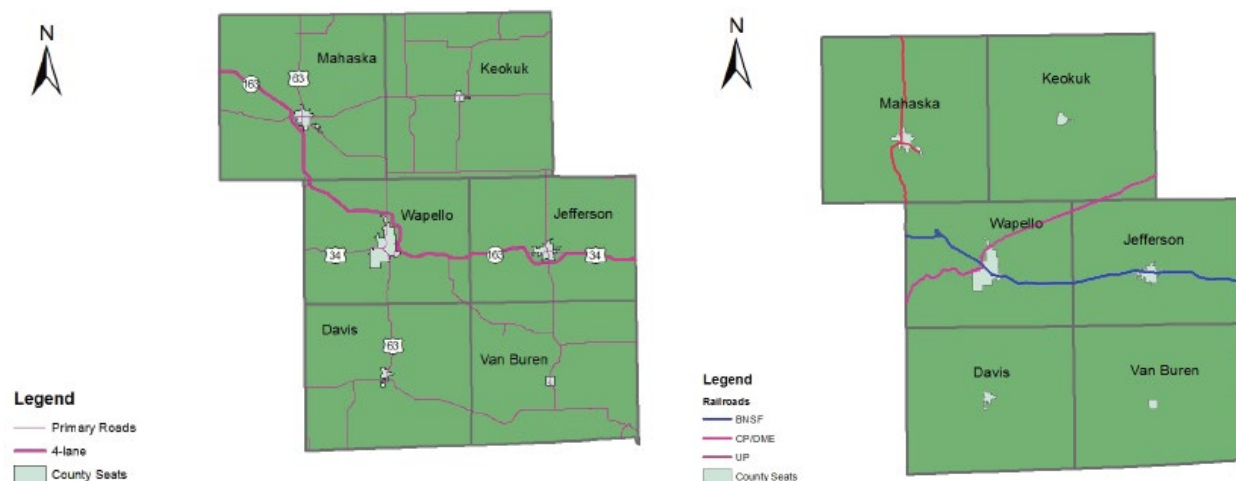 N
Mahaska
Keokuk
63
163
Wapello
Jefferson
34
163
34
Davis
63
Van Buren
Legend
Primary Roads
4-lane
County Seats
N
Keokuk
Mahaska
Wapello
Jefferson
Davis
Van Buren
Legend
Railroads
BNSF
CP/DME
UP
County Seats